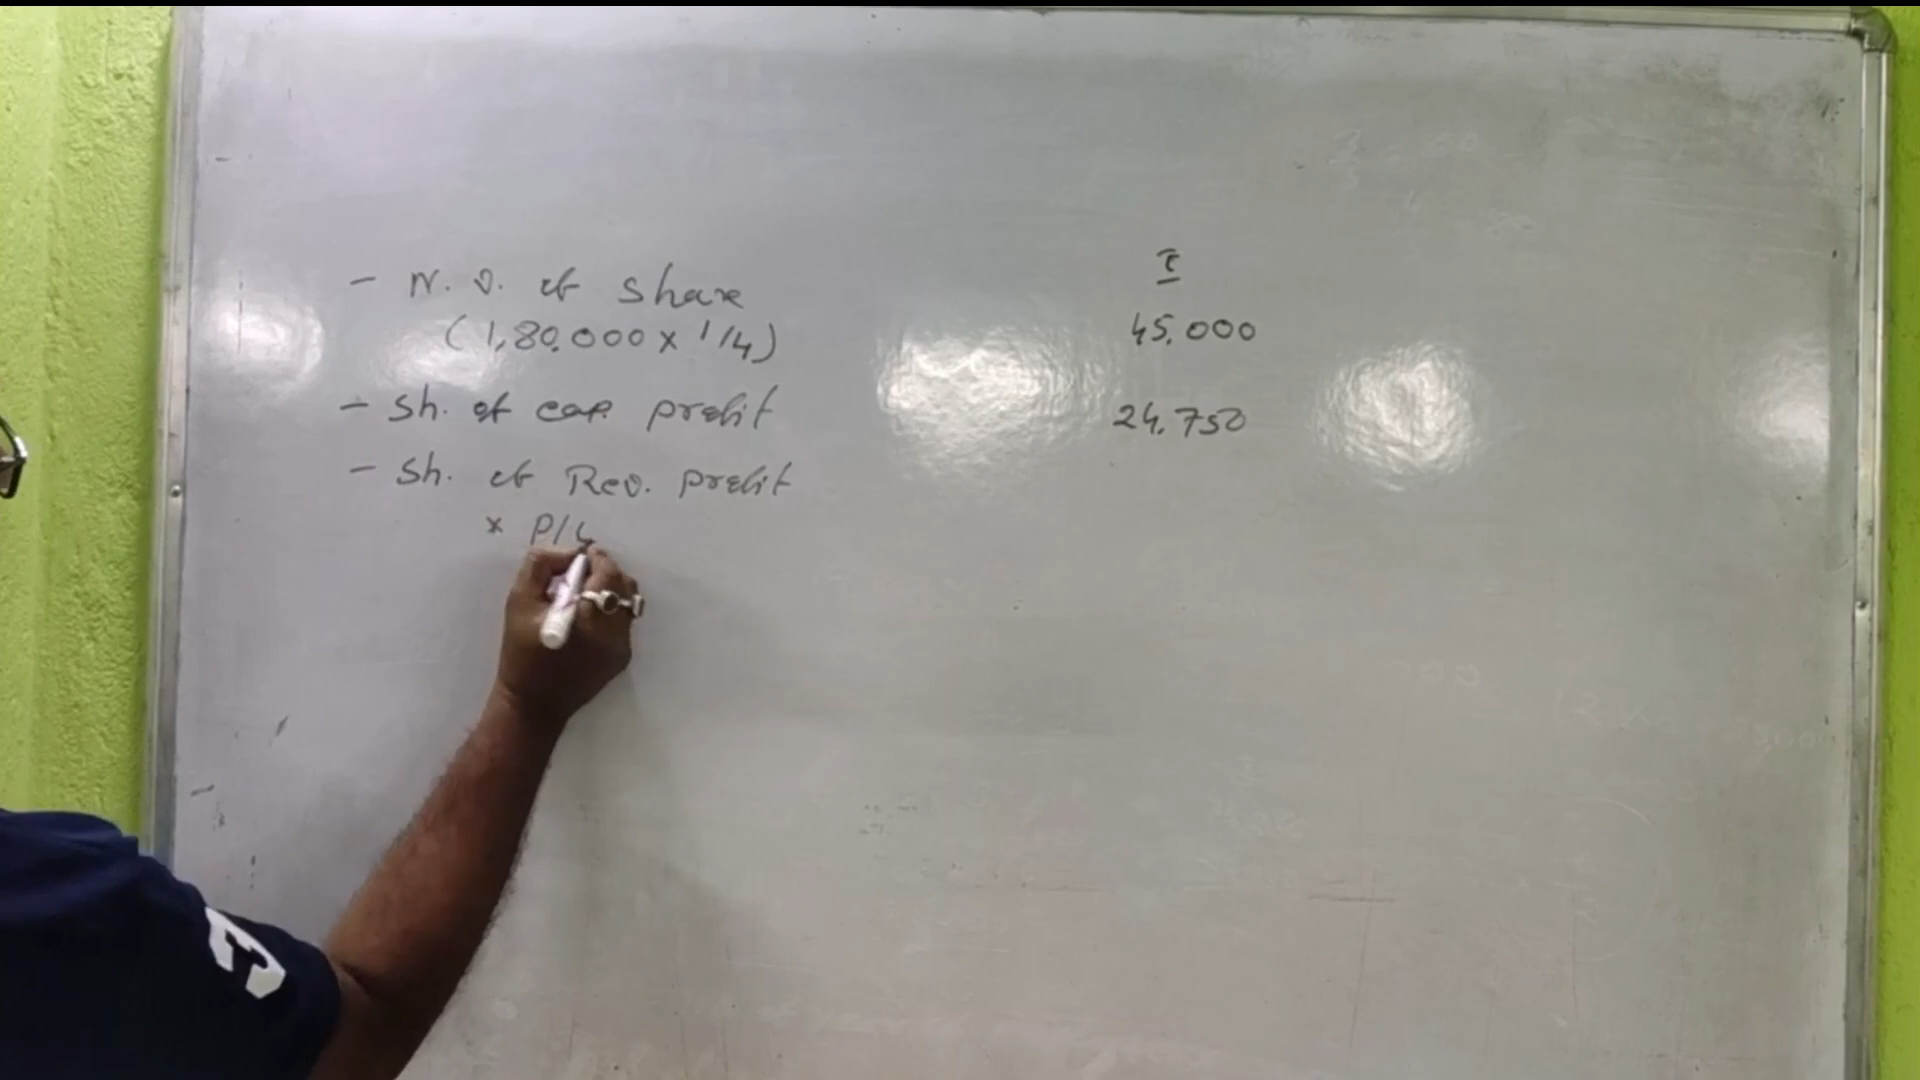 ₹
- N. V. of share
(1,80,000 x 1/4) 45,000
- Sh. of cap. profit 24,750
- Sh. of Rev. profit
* P/L